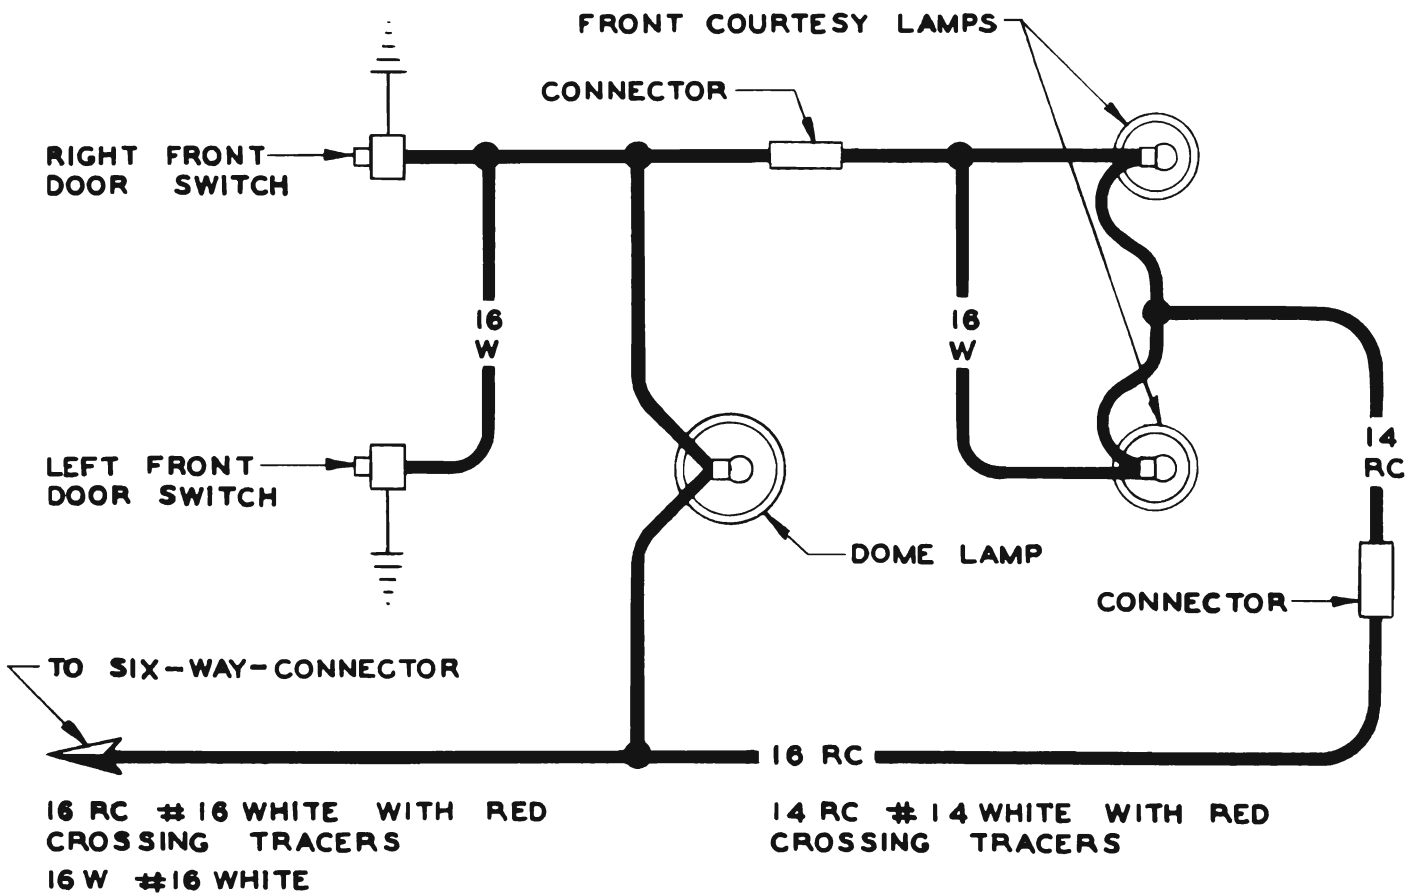 FRONT COURTESY LAMPS
CONNECTOR
RIGHT FRONT
DOOR SWITCH
16
W
16
W
14
RC
LEFT FRONT
DOOR SWITCH
DOME LAMP
CONNECTOR
TO SIX-WAY-CONNECTOR
16 RC
16 RC #16 WHITE WITH RED
CROSSING TRACERS
16 W #16 WHITE
14 RC #14 WHITE WITH RED
CROSSING TRACERS